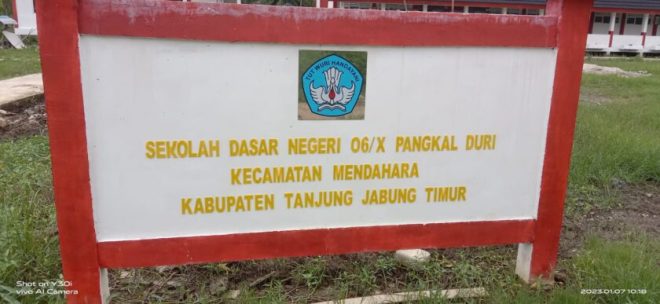 TUT WURI HANDAYANI
SEKOLAH DASAR NEGERI 06/X PANGKAL DURI
KECAMATAN MENDAHARA
KABUPATEN TANJUNG JABUNG TIMUR
Shot on Y30i
vivo AI Camera
2023.01.07 10:18